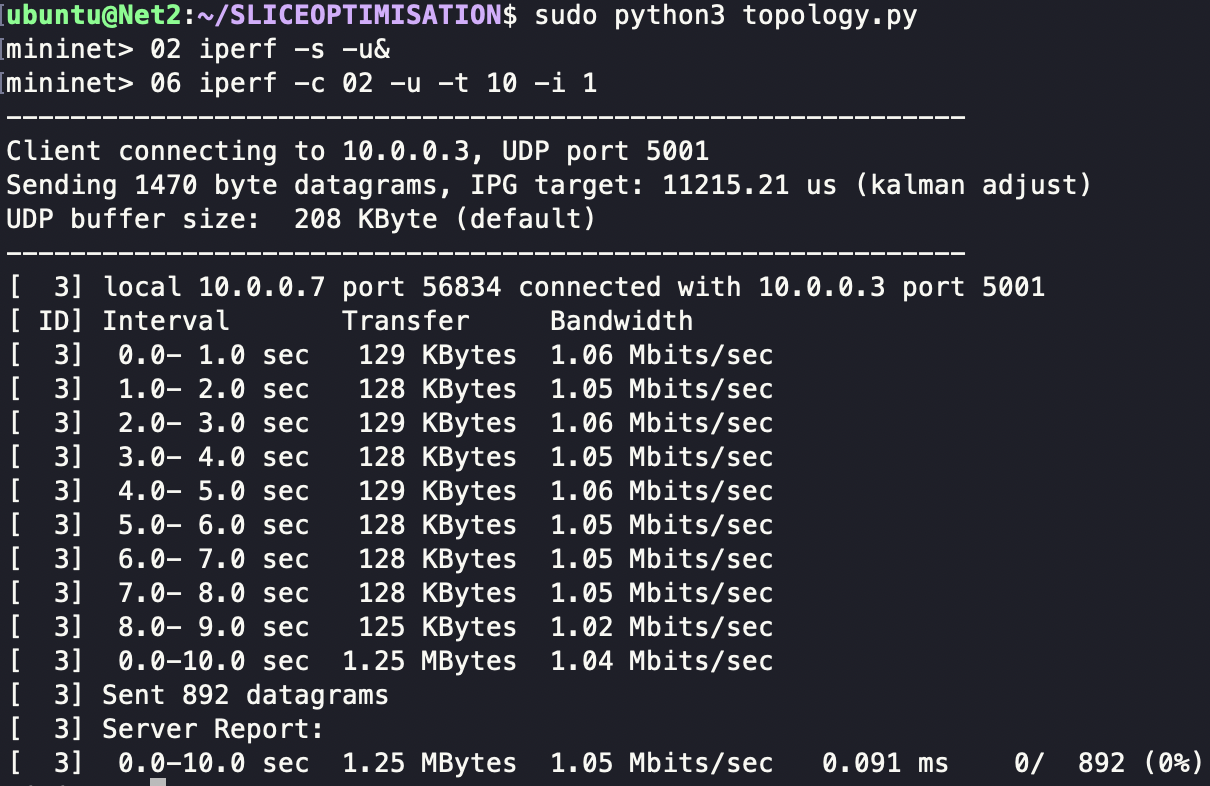 [ubuntu@Net2:~/SLICEOPTIMISATION$ sudo python3 topology.py
[mininet> 02 iperf -s -u&
[mininet> 06 iperf -c 02 -u -t 10 -i 1
------------------------------------------------------------
Client connecting to 10.0.0.3, UDP port 5001
Sending 1470 byte datagrams, IPG target: 11215.21 us (kalman adjust)
UDP buffer size:  208 KByte (default)
------------------------------------------------------------
[  3] local 10.0.0.7 port 56834 connected with 10.0.0.3 port 5001
[ ID] Interval       Transfer     Bandwidth
[  3]  0.0- 1.0 sec   129 KBytes  1.06 Mbits/sec
[  3]  1.0- 2.0 sec   128 KBytes  1.05 Mbits/sec
[  3]  2.0- 3.0 sec   129 KBytes  1.06 Mbits/sec
[  3]  3.0- 4.0 sec   128 KBytes  1.05 Mbits/sec
[  3]  4.0- 5.0 sec   129 KBytes  1.06 Mbits/sec
[  3]  5.0- 6.0 sec   128 KBytes  1.05 Mbits/sec
[  3]  6.0- 7.0 sec   128 KBytes  1.05 Mbits/sec
[  3]  7.0- 8.0 sec   128 KBytes  1.05 Mbits/sec
[  3]  8.0- 9.0 sec   125 KBytes  1.02 Mbits/sec
[  3]  0.0-10.0 sec  1.25 MBytes  1.04 Mbits/sec
[  3] Sent 892 datagrams
[  3] Server Report:
[  3]  0.0-10.0 sec  1.25 MBytes  1.05 Mbits/sec   0.091 ms    0/  892 (0%)